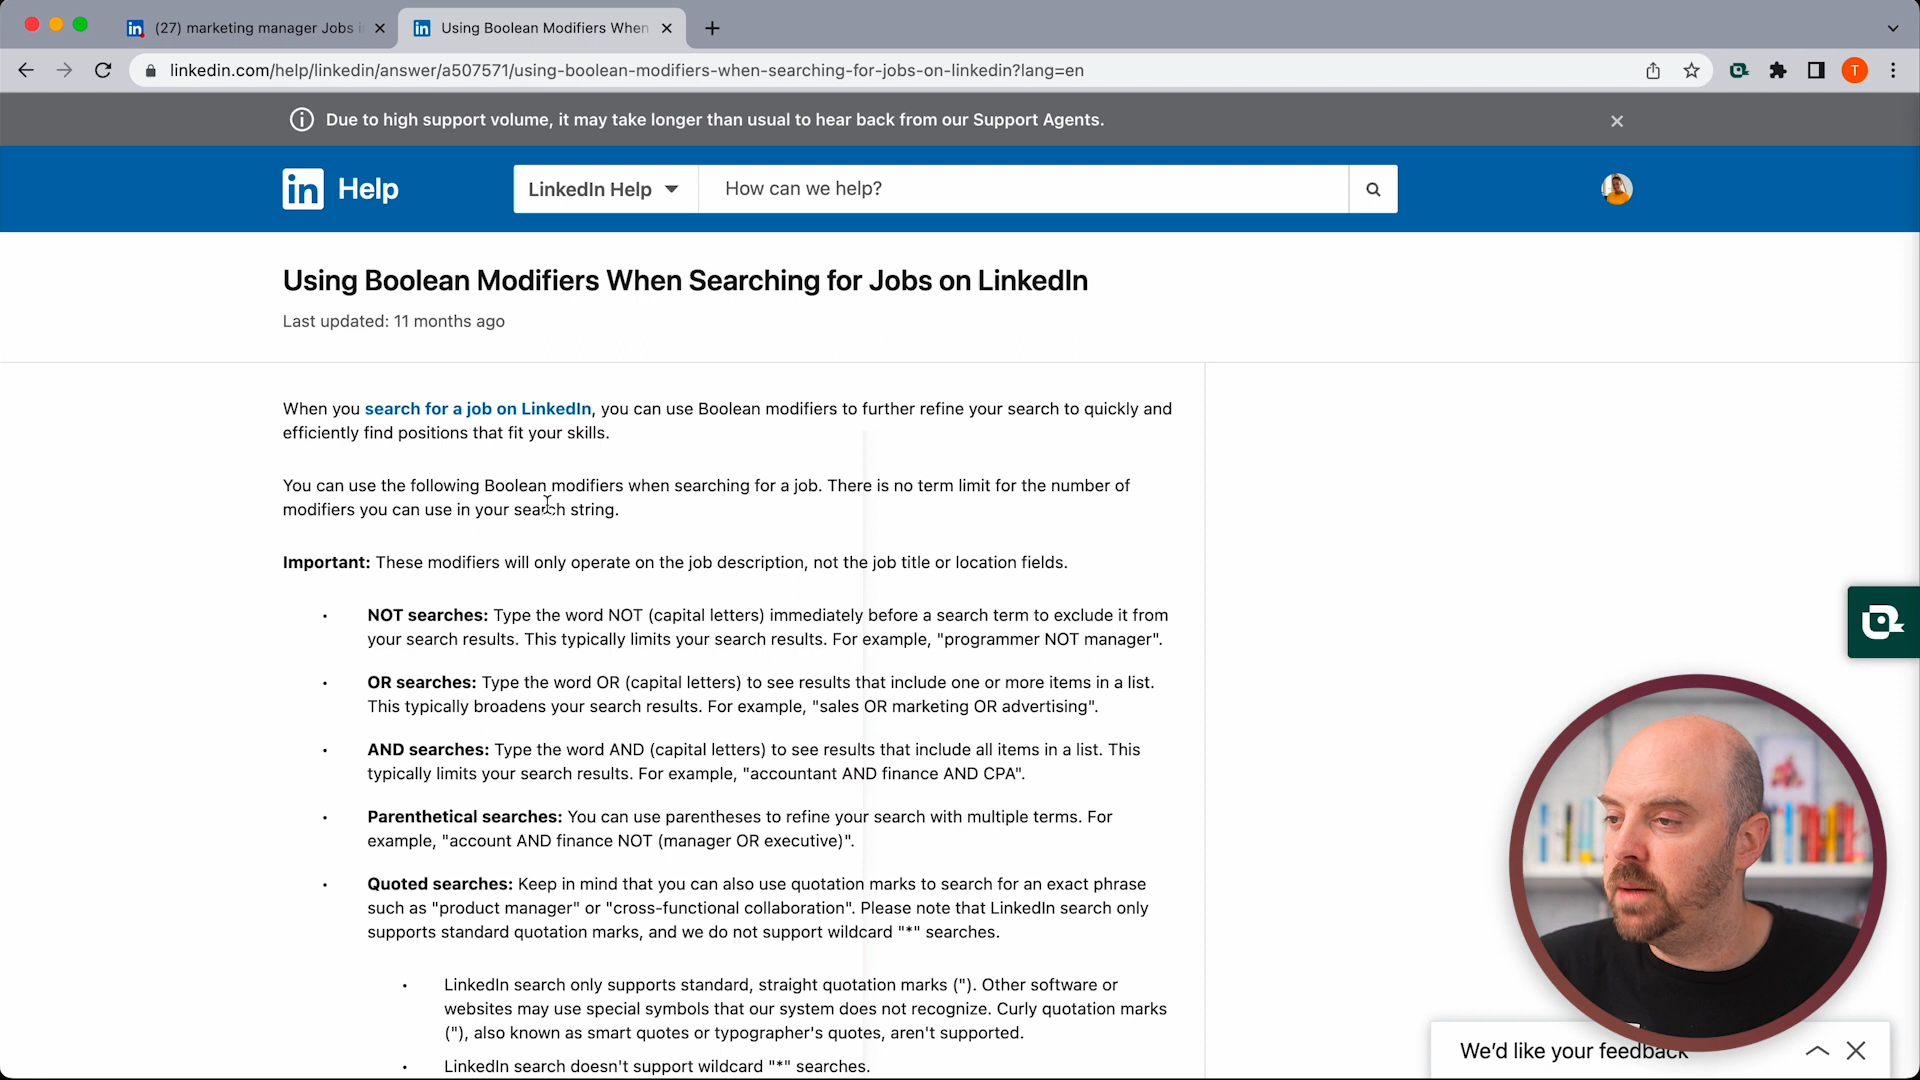 (27) marketing manager Jobs i
Using Boolean Modifiers When
linkedin.com/help/linkedin/answer/a507571/using-boolean-modifiers-when-searching-for-jobs-on-linkedin?lang=en
T
Due to high support volume, it may take longer than usual to hear back from our Support Agents.
in Help
LinkedIn Help
How can we help?
Using Boolean Modifiers When Searching for Jobs on LinkedIn
Last updated: 11 months ago
When you search for a job on LinkedIn, you can use Boolean modifiers to further refine your search to quickly and
efficiently find positions that fit your skills.
You can use the following Boolean modifiers when searching for a job. There is no term limit for the number of
modifiers you can use in your search string.
Important: These modifiers will only operate on the job description, not the job title or location fields.
• NOT searches: Type the word NOT (capital letters) immediately before a search term to exclude it from
your search results. This typically limits your search results. For example, "programmer NOT manager".
• OR searches: Type the word OR (capital letters) to see results that include one or more items in a list.
This typically broadens your search results. For example, "sales OR marketing OR advertising".
• AND searches: Type the word AND (capital letters) to see results that include all items in a list. This
typically limits your search results. For example, "accountant AND finance AND CPA".
• Parenthetical searches: You can use parentheses to refine your search with multiple terms. For
example, "account AND finance NOT (manager OR executive)".
• Quoted searches: Keep in mind that you can also use quotation marks to search for an exact phrase
such as "product manager" or "cross-functional collaboration". Please note that LinkedIn search only
supports standard quotation marks, and we do not support wildcard "*" searches.
• LinkedIn search only supports standard, straight quotation marks ("). Other software or
websites may use special symbols that our system does not recognize. Curly quotation marks
("), also known as smart quotes or typographer's quotes, aren't supported.
• LinkedIn search doesn't support wildcard "*" searches.
We'd like your feedback